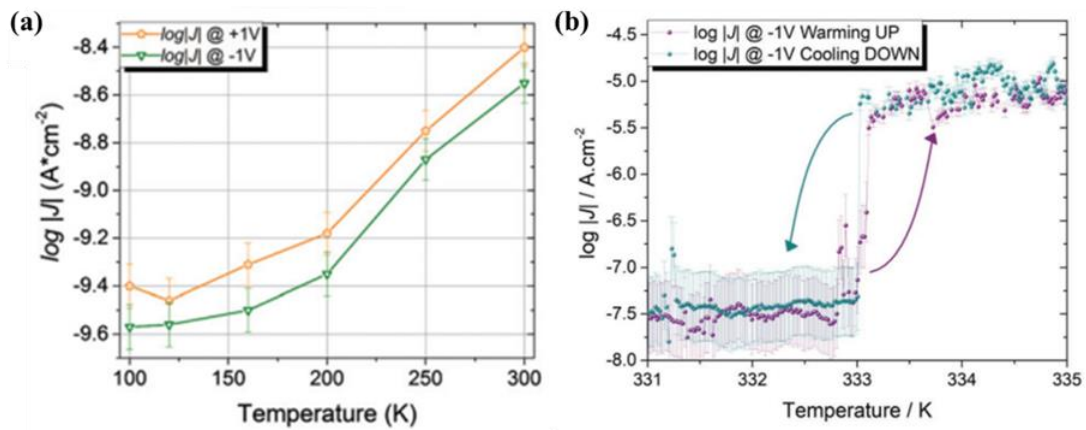 (a)
log|J| @ +1V
log|J| @ -1V
log |J| (A*cm-2)
-8.4
-8.6
-8.8
-9.0
-9.2
-9.4
-9.6
100
150
200
250
300
Temperature (K)
(b)
log |J| @ -1V Warming UP
log |J| @ -1V Cooling DOWN
log |J| / A.cm-2
-4.5
-5.0
-5.5
-6.0
-6.5
-7.0
-7.5
-8.0
331
332
333
334
335
Temperature / K